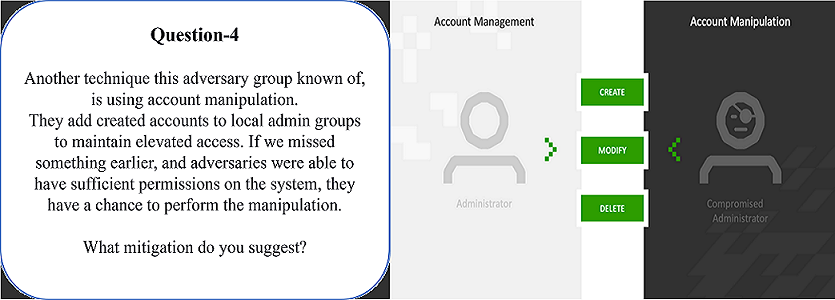 Question-4
Another technique this adversary group known of,
is using account manipulation.
They add created accounts to local admin groups
to maintain elevated access. If we missed
something earlier, and adversaries were able to
have sufficient permissions on the system, they
have a chance to perform the manipulation.
What mitigation do you suggest?
Account Management
Administrator
CREATE
MODIFY
DELETE
Account Manipulation
Compromised
Administrator